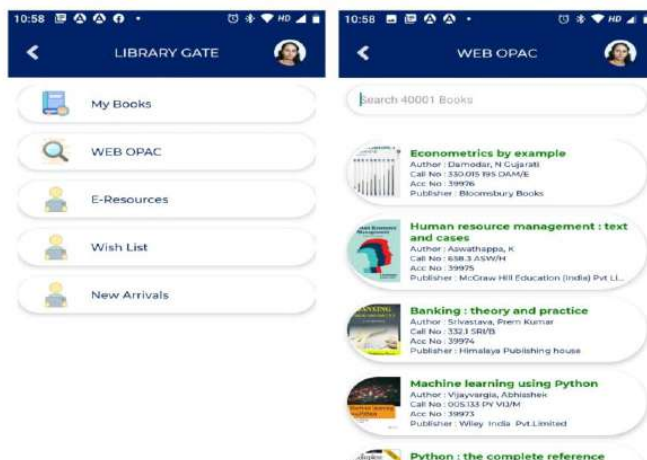 10:58
HD
LIBRARY GATE
My Books
WEB OPAC
E-Resources
Wish List
New Arrivals
10:58
HD
WEB OPAC
Search 40001 Books
Econometrics by example
Author : Damodar, N Gujarati
Call No : 330.015 195 DAM/E
Acc No : 39976
Publisher : Bloomsbury Books
Human resource management : text
and cases
Author : Aswathappa, K
Call No : 658.3 ASW/H
Acc No : 39975
Publisher : McGraw Hill Education (India) Pvt Li...
Banking : theory and practice
Author : Srivastava, Prem Kumar
Call No : 332.1 SRI/B
Acc No : 39974
Publisher : Himalaya Publishing house
Machine learning using Python
Author : Vijayvargia, Abhishek
Call No : 005.133 PY VIJ/M
Acc No : 39973
Publisher : Wiley India Pvt.Limited
Python : the complete reference